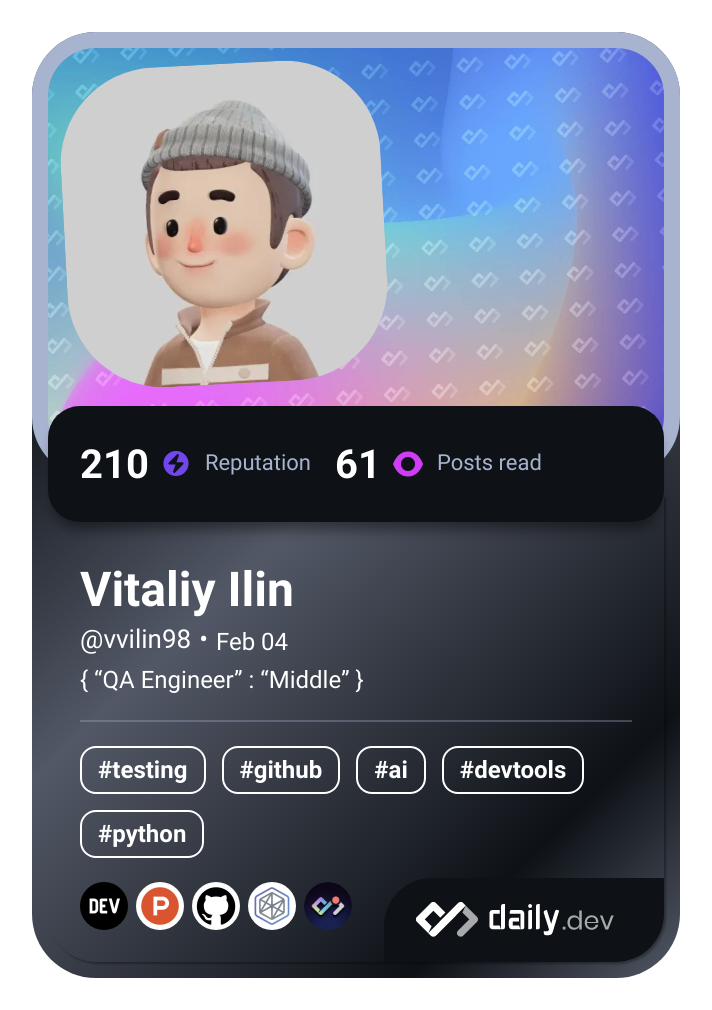 210 Reputation 61 Posts read
Vitaliy Ilin
@vvilin98 • Feb 04
{ “QA Engineer” : “Middle” }
#testing #github #ai #devtools
#python
DEV P daily.dev